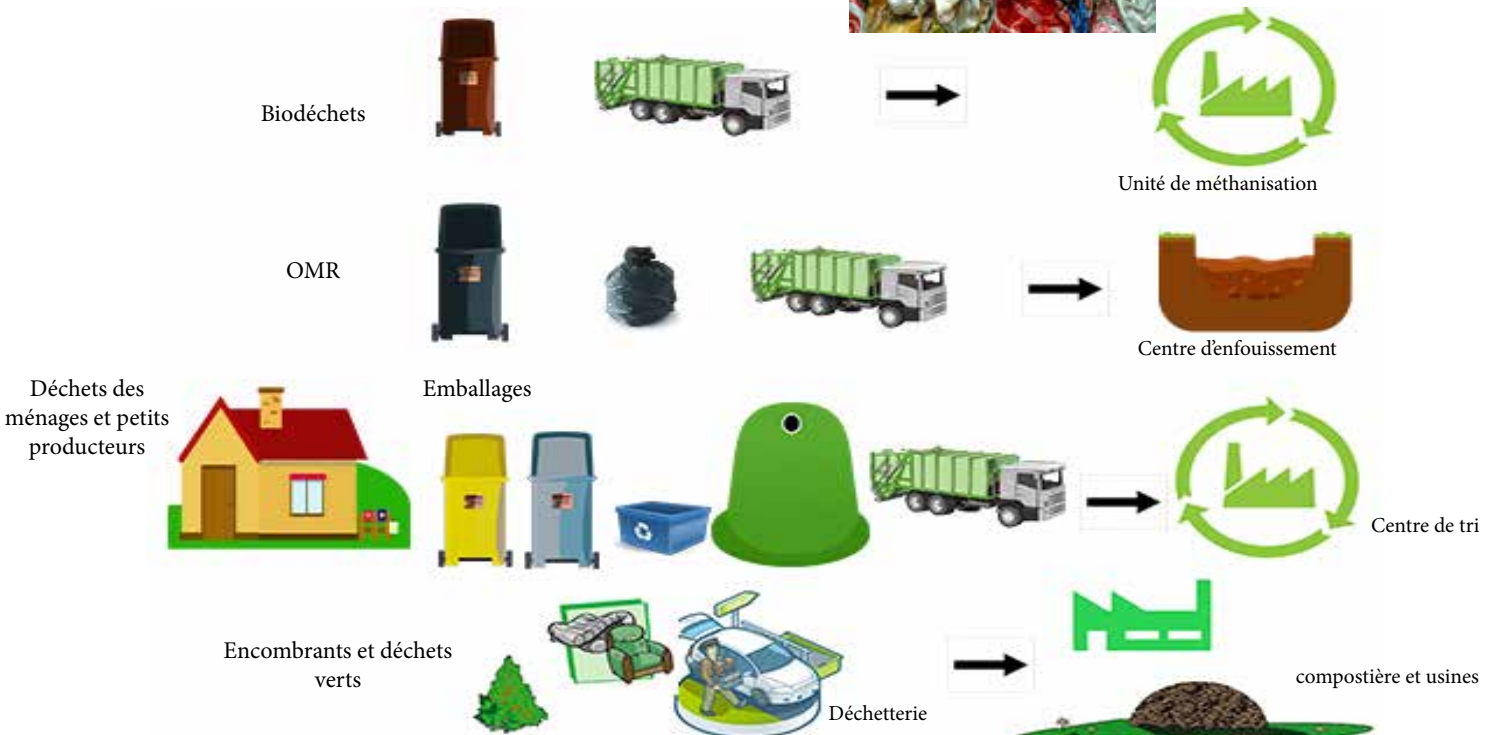 Biodéchets
Unité de méthanisation
OMR
Centre d'enfouissement
Déchets des
ménages et petits
producteurs
Emballages
Centre de tri
Encombrants et déchets
verts
Déchetterie
compostière et usines